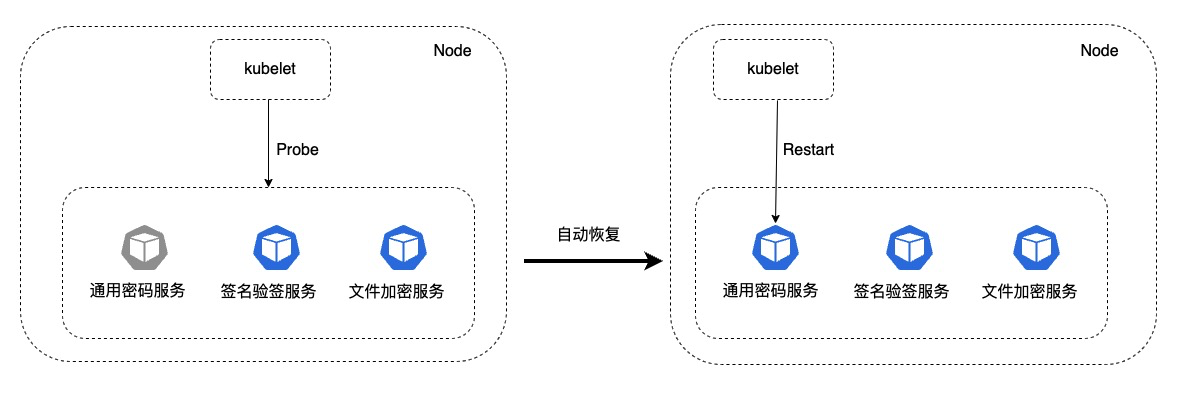 Node
kubelet
Probe
通用密码服务
签名验签服务
文件加密服务
自动恢复
Node
kubelet
Restart
通用密码服务
签名验签服务
文件加密服务